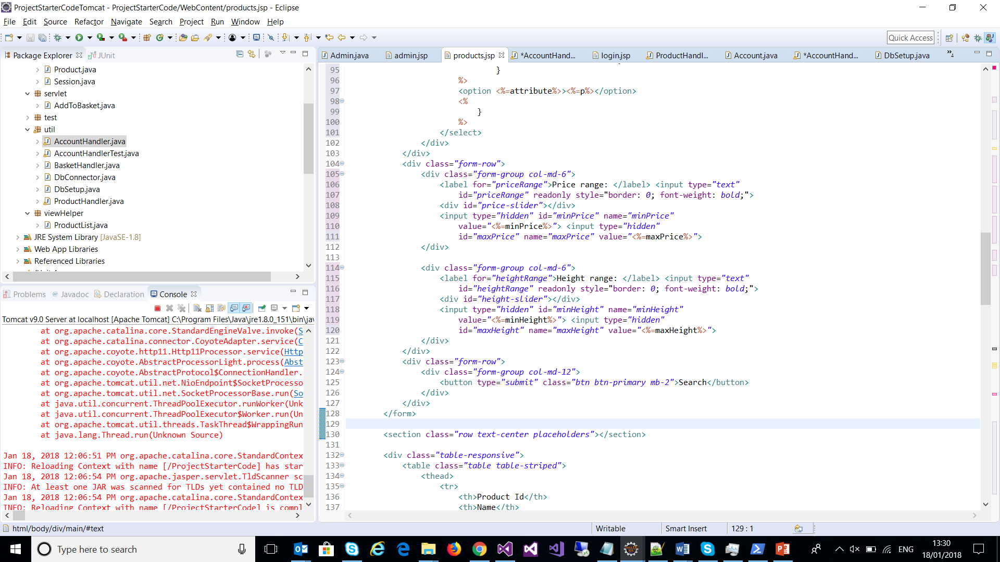 ProjectStarterCodeTomcat - ProjectStarterCode/WebContent/products.jsp - Eclipse
File Edit Source Refactor Navigate Search Project Run Window Help
Quick Access
Package Explorer JUnit
Product.java
Session.java
servlet
AddToBasket.java
test
util
AccountHandler.java
AccountHandlerTest.java
BasketHandler.java
DbConnector.java
DbSetup.java
ProductHandler.java
viewHelper
ProductList.java
JRE System Library [JavaSE-1.8]
Web App Libraries
Referenced Libraries
Problems @ Javadoc Declaration Console
Tomcat v9.0 Server at localhost [Apache Tomcat] C:\Program Files\Java\jre1.8.0_151\bin\jav
at org.apache.catalina.core.StandardEngineValve.invoke(S
at org.apache.catalina.connector.CoyoteAdapter.service(C
at org.apache.coyote.http11.Http11Processor.service(Http
at org.apache.coyote.AbstractProcessorLight.process(Abst
at org.apache.coyote.AbstractProtocol$ConnectionHandler.
at org.apache.tomcat.util.net.NioEndpoint$SocketProcesso
at org.apache.tomcat.util.net.SocketProcessorBase.run(So
at java.util.concurrent.ThreadPoolExecutor.runWorker(Unk
at java.util.concurrent.ThreadPoolExecutor$Worker.run(Un
at org.apache.tomcat.util.threads.TaskThread$WrappingRun
at java.lang.Thread.run(Unknown Source)
Jan 18, 2018 12:06:51 PM org.apache.catalina.core.StandardContex
INFO: Reloading Context with name [/ProjectStarterCode] has star
Jan 18, 2018 12:06:54 PM org.apache.jasper.servlet.TldScanner sc
INFO: At least one JAR was scanned for TLDs yet contained no TLD
Jan 18, 2018 12:06:54 PM org.apache.catalina.core.StandardContex
INFO: Reloading Context with name [/ProjectStarterCode] is compl
Admin.java admin.jsp products.jsp *AccountHand... login.jsp ProductHandl... Account.java *AccountHand... DbSetup.java »4
95 }
96 %>
97 <option <%=attribute%>><%=p%></option>
98 <%
99 }
100 %>
101 </select>
102 </div>
103 </div>
104 <div class="form-row">
105 <div class="form-group col-md-6">
106 <label for="priceRange">Price range: </label> <input type="text"
107 id="priceRange" readonly style="border: 0; font-weight: bold;">
108 <div id="price-slider"></div>
109 <input type="hidden" id="minPrice" name="minPrice"
110 value="<%=minPrice%>"> <input type="hidden"
111 id="maxPrice" name="maxPrice" value="<%=maxPrice%>">
112 </div>
113
114 <div class="form-group col-md-6">
115 <label for="heightRange">Height range: </label> <input type="text"
116 id="heightRange" readonly style="border: 0; font-weight: bold;">
117 <div id="height-slider"></div>
118 <input type="hidden" id="minHeight" name="minHeight"
119 value="<%=minHeight%>"> <input type="hidden"
120 id="maxHeight" name="maxHeight" value="<%=maxHeight%>">
121 </div>
122 </div>
123 <div class="form-row">
124 <div class="form-group col-md-12">
125 <button type="submit" class="btn btn-primary mb-2">Search</button>
126 </div>
127 </div>
128 </form>
129
130 <section class="row text-center placeholders"></section>
131
132 <div class="table-responsive">
133 <table class="table table-striped">
134 <thead>
135 <tr>
136 <th>Product Id</th>
137 <th>Name</th>
html/body/div/main/#text Writable Smart Insert 129 : 1
Type here to search
ENG
13:30
18/01/2018